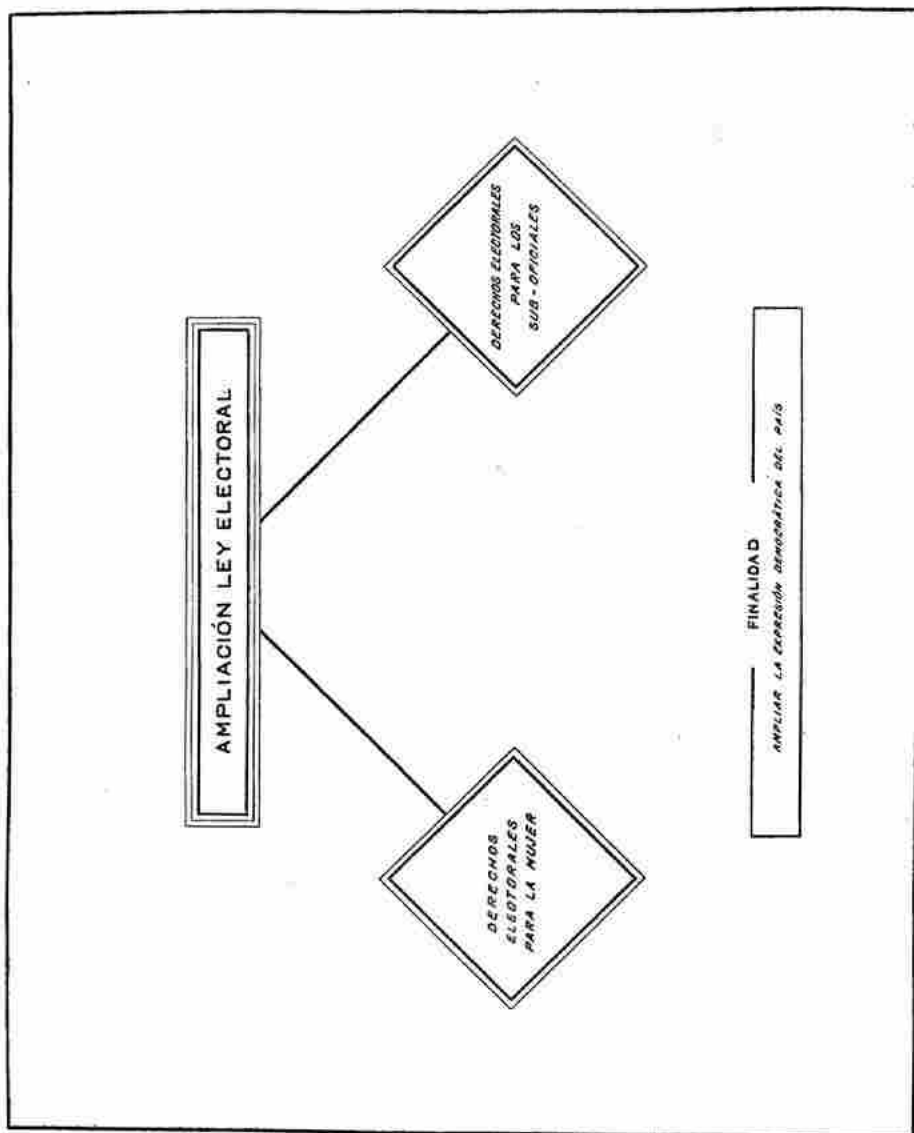 AMPLIACIÓN LEY ELECTORAL
DERECHOS
ELECTORALES
PARA LA MUJER
DERECHOS ELECTORALES
PARA LOS
SUB-OFICIALES
FINALIDAD
AMPLIAR LA EXPRESIÓN DEMOCRÁTICA DEL PAÍS